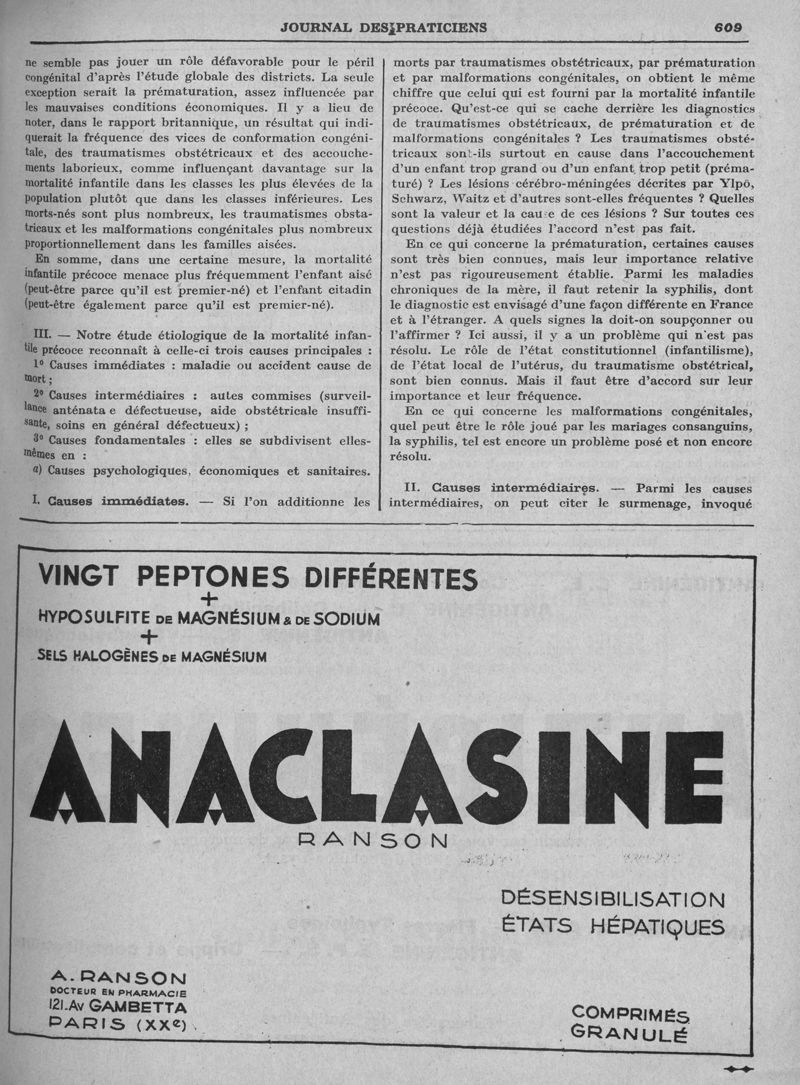 JOURNAL DES PRATICIENS
609
ne semble pas jouer un rôle défavorable pour le péril
congénital d'après l'étude globale des districts. La seule
exception serait la prématuration, assez influencée par
les mauvaises conditions économiques. Il y a lieu de
noter, dans le rapport britannique, un résultat qui indi-
querait la fréquence des vices de conformation congéni-
tale, des traumatismes obstétricaux et des accouche-
ments laborieux, comme influençant davantage sur la
mortalité infantile dans les classes les plus élevées de la
population plutôt que dans les classes inférieures. Les
morts-nés sont plus nombreux, les traumatismes obsta-
tricaux et les malformations congénitales plus nombreux
proportionnellement dans les familles aisées.
En somme, dans une certaine mesure, la mortalité
infantile précoce menace plus fréquemment l'enfant aisé
(peut-être parce qu'il est premier-né) et l'enfant citadin
(peut-être également parce qu'il est premier-né).
III. — Notre étude étiologique de la mortalité infan-
tile précoce reconnaît à celle-ci trois causes principales :
1º Causes immédiates : maladie ou accident cause de
mort ;
2º Causes intermédiaires : autes commises (surveil-
lance anténata e défectueuse, aide obstétricale insuffi-
sante, soins en général défectueux) ;
3º Causes fondamentales : elles se subdivisent elles-
mêmes en :
a) Causes psychologiques, économiques et sanitaires.
I. Causes immédiates. — Si l'on additionne les
morts par traumatismes obstétricaux, par prématuration
et par malformations congénitales, on obtient le même
chiffre que celui qui est fourni par la mortalité infantile
précoce. Qu'est-ce qui se cache derrière les diagnostics
de traumatismes obstétricaux, de prématuration et de
malformations congénitales ? Les traumatismes obsté-
tricaux sont-ils surtout en cause dans l'accouchement
d'un enfant trop grand ou d'un enfant trop petit (préma-
turé) ? Les lésions cérébro-méningées décrites par Ylpö,
Schwarz, Waitz et d'autres sont-elles fréquentes ? Quelles
sont la valeur et la cau e de ces lésions ? Sur toutes ces
questions déjà étudiées l'accord n'est pas fait.
En ce qui concerne la prématuration, certaines causes
sont très bien connues, mais leur importance relative
n'est pas rigoureusement établie. Parmi les maladies
chroniques de la mère, il faut retenir la syphilis, dont
le diagnostic est envisagé d'une façon différente en France
et à l'étranger. A quels signes la doit-on soupçonner ou
l'affirmer ? Ici aussi, il y a un problème qui n'est pas
résolu. Le rôle de l'état constitutionnel (infantilisme),
de l'état local de l'utérus, du traumatisme obstétrical,
sont bien connus. Mais il faut être d'accord sur leur
importance et leur fréquence.
En ce qui concerne les malformations congénitales,
quel peut être le rôle joué par les mariages consanguins,
la syphilis, tel est encore un problème posé et non encore
résolu.
II. Causes intermédiaires. — Parmi les causes
intermédiaires, on peut citer le surmenage, invoqué
VINGT PEPTONES DIFFÉRENTES
+
HYPOSULFITE DE MAGNÉSIUM & DE SODIUM
+
SELS HALOGÈNES DE MAGNÉSIUM
ANACLASINE
RANSON
DÉSENSIBILISATION
ÉTATS HÉPATIQUES
A. RANSON
DOCTEUR EN PHARMACIE
121.Av GAMBETTA
PARIS (XXe)
COMPRIMÉS
GRANULÉ